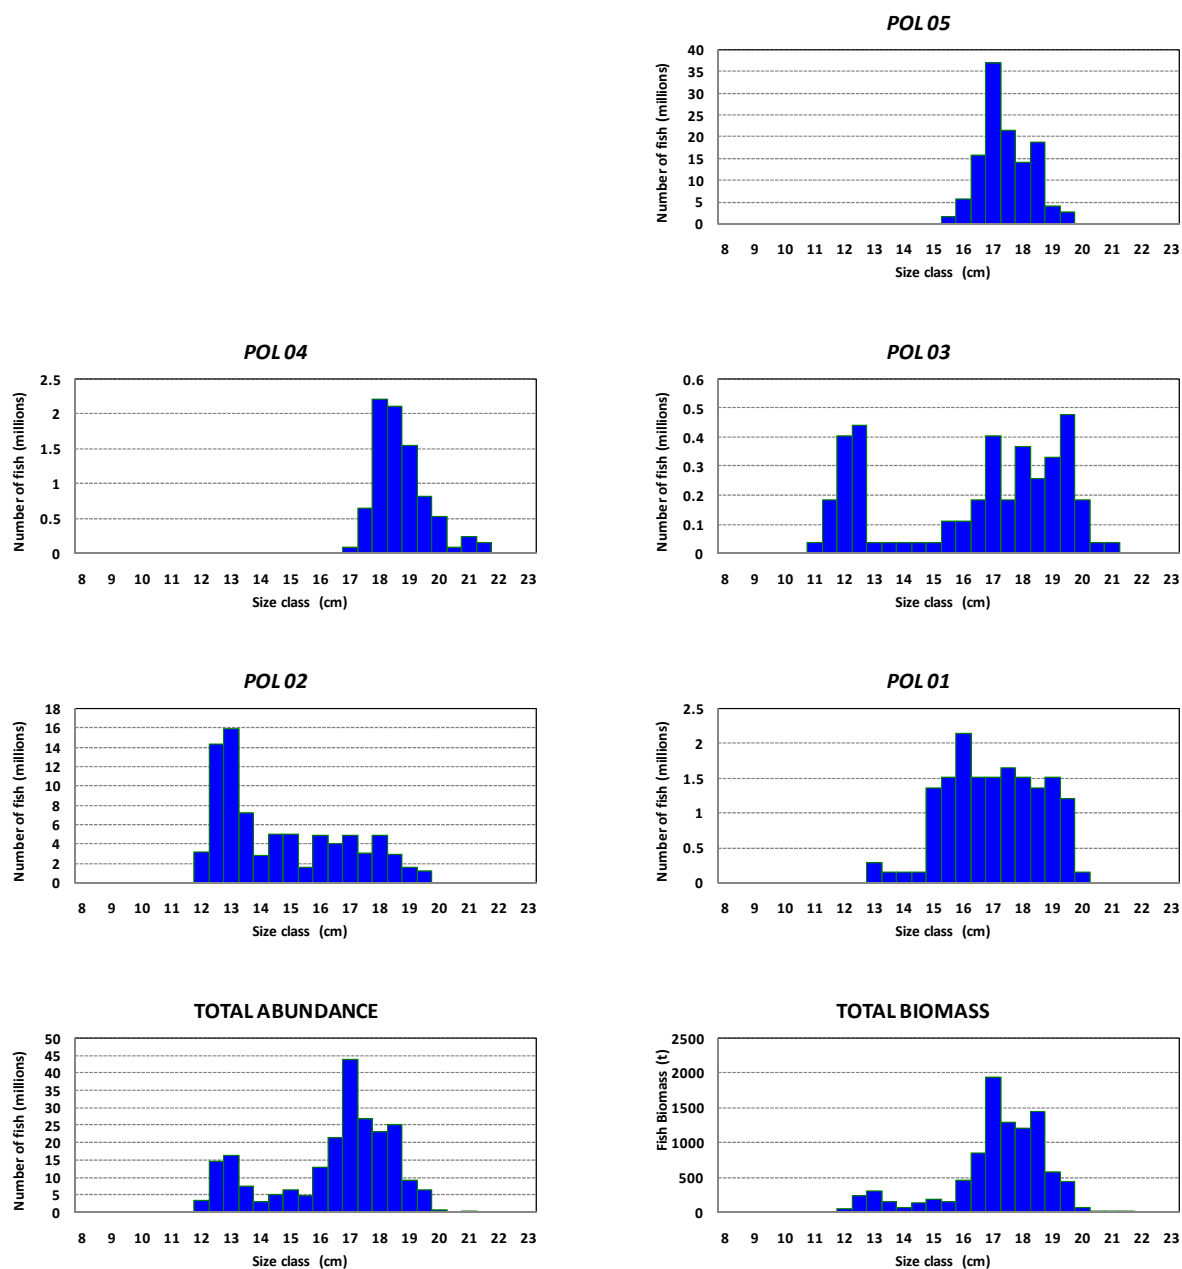 POL 05
Number of fish (millions)
40
35
30
25
20
15
10
5
0
8 9 10 11 12 13 14 15 16 17 18 19 20 21 22 23
Size class (cm)
POL 04
Number of fish (millions)
2.5
2
1.5
1
0.5
0
8 9 10 11 12 13 14 15 16 17 18 19 20 21 22 23
Size class (cm)
POL 03
Number of fish (millions)
0.6
0.5
0.4
0.3
0.2
0.1
0
8 9 10 11 12 13 14 15 16 17 18 19 20 21 22 23
Size class (cm)
POL 02
Number of fish (millions)
18
16
14
12
10
8
6
4
2
0
8 9 10 11 12 13 14 15 16 17 18 19 20 21 22 23
Size class (cm)
POL 01
Number of fish (millions)
2.5
2
1.5
1
0.5
0
8 9 10 11 12 13 14 15 16 17 18 19 20 21 22 23
Size class (cm)
TOTAL ABUNDANCE
Number of fish (millions)
50
45
40
35
30
25
20
15
10
5
0
8 9 10 11 12 13 14 15 16 17 18 19 20 21 22 23
Size class (cm)
TOTAL BIOMASS
Fish Biomass (t)
2500
2000
1500
1000
500
0
8 9 10 11 12 13 14 15 16 17 18 19 20 21 22 23
Size class (cm)